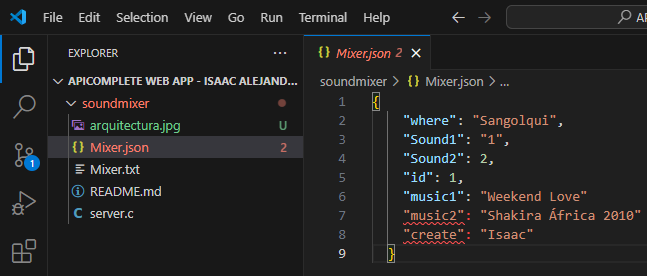 File Edit Selection View Go Run Terminal Help
AP
EXPLORER
···
{} Mixer.json 2 ×
APICOMPLETE WEB APP - ISAAC ALEJAND...
soundmixer > {} Mixer.json > ...
soundmixer
arquitectura.jpg U
{} Mixer.json 2
Mixer.txt
README.md
C server.c
1
1 {
2 "where": "Sangolqui",
3 "Sound1": "1",
4 "Sound2": 2,
5 "id": 1,
6 "music1": "Weekend Love"
7 "music2": "Shakira África 2010"
8 "create": "Isaac"
9 }